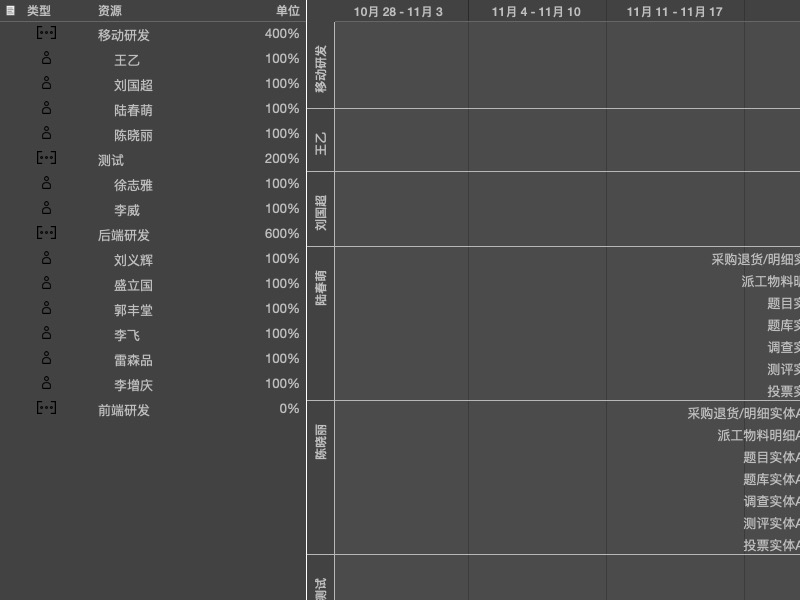 类型 资源 单位
移动研发 400%
王乙 100%
刘国超 100%
陆春萌 100%
陈晓丽 100%
测试 200%
徐志雅 100%
李威 100%
后端研发 600%
刘义辉 100%
盛立国 100%
郭丰堂 100%
李飞 100%
雷森品 100%
李增庆 100%
前端研发 0%
10月 28 - 11月 3 11月 4 - 11月 10 11月 11 - 11月 17
移动研发
王乙
刘国超
陆春萌
采购退货/明细实
派工物料明
题目实
题库实
调查实
测评实
投票实
陈晓丽
采购退货/明细实体A
派工物料明细A
题目实体A
题库实体A
调查实体A
测评实体A
投票实体A
测试